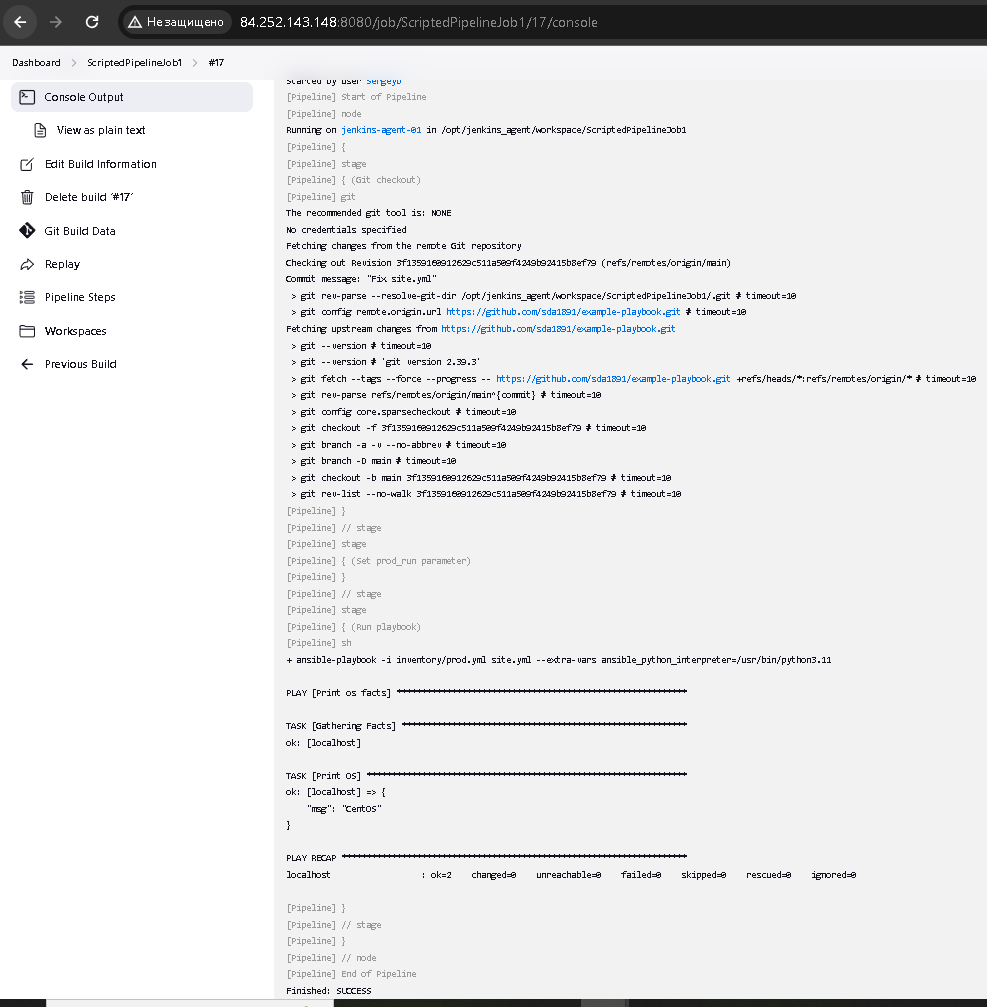 Не защищено 84.252.143.148:8080/job/ScriptedPipelineJob1/17/console
Dashboard > ScriptedPipelineJob1 > #17
Console Output
View as plain text
Edit Build Information
Delete build '#17'
Git Build Data
Replay
Pipeline Steps
Workspaces
Previous Build
Started by user sergeyb
[Pipeline] Start of Pipeline
[Pipeline] node
Running on jenkins-agent-01 in /opt/jenkins_agent/workspace/ScriptedPipelineJob1
[Pipeline] {
[Pipeline] stage
[Pipeline] { (Git checkout)
[Pipeline] git
The recommended git tool is: NONE
No credentials specified
Fetching changes from the remote Git repository
Checking out Revision 3f1359160912629c511a509f4249b92415b8ef79 (refs/remotes/origin/main)
Commit message: "Fix site.yml"
> git rev-parse --resolve-git-dir /opt/jenkins_agent/workspace/ScriptedPipelineJob1/.git # timeout=10
> git config remote.origin.url https://github.com/sda1891/example-playbook.git # timeout=10
Fetching upstream changes from https://github.com/sda1891/example-playbook.git
> git --version # timeout=10
> git --version # 'git version 2.39.3'
> git fetch --tags --force --progress -- https://github.com/sda1891/example-playbook.git +refs/heads/*:refs/remotes/origin/* # timeout=10
> git rev-parse refs/remotes/origin/main^{commit} # timeout=10
> git config core.sparsecheckout # timeout=10
> git checkout -f 3f1359160912629c511a509f4249b92415b8ef79 # timeout=10
> git branch -a -v --no-abbrev # timeout=10
> git branch -D main # timeout=10
> git checkout -b main 3f1359160912629c511a509f4249b92415b8ef79 # timeout=10
> git rev-list --no-walk 3f1359160912629c511a509f4249b92415b8ef79 # timeout=10
[Pipeline] }
[Pipeline] // stage
[Pipeline] stage
[Pipeline] { (Set prod_run parameter)
[Pipeline] }
[Pipeline] // stage
[Pipeline] stage
[Pipeline] { (Run playbook)
[Pipeline] sh
+ ansible-playbook -i inventory/prod.yml site.yml --extra-vars ansible_python_interpreter=/usr/bin/python3.11
PLAY [Print os facts] **********************************************************
TASK [Gathering Facts] *********************************************************
ok: [localhost]
TASK [Print OS] ****************************************************************
ok: [localhost] => {
"msg": "CentOS"
}
PLAY RECAP *********************************************************************
localhost : ok=2 changed=0 unreachable=0 failed=0 skipped=0 rescued=0 ignored=0
[Pipeline] }
[Pipeline] // stage
[Pipeline] }
[Pipeline] // node
[Pipeline] End of Pipeline
Finished: SUCCESS